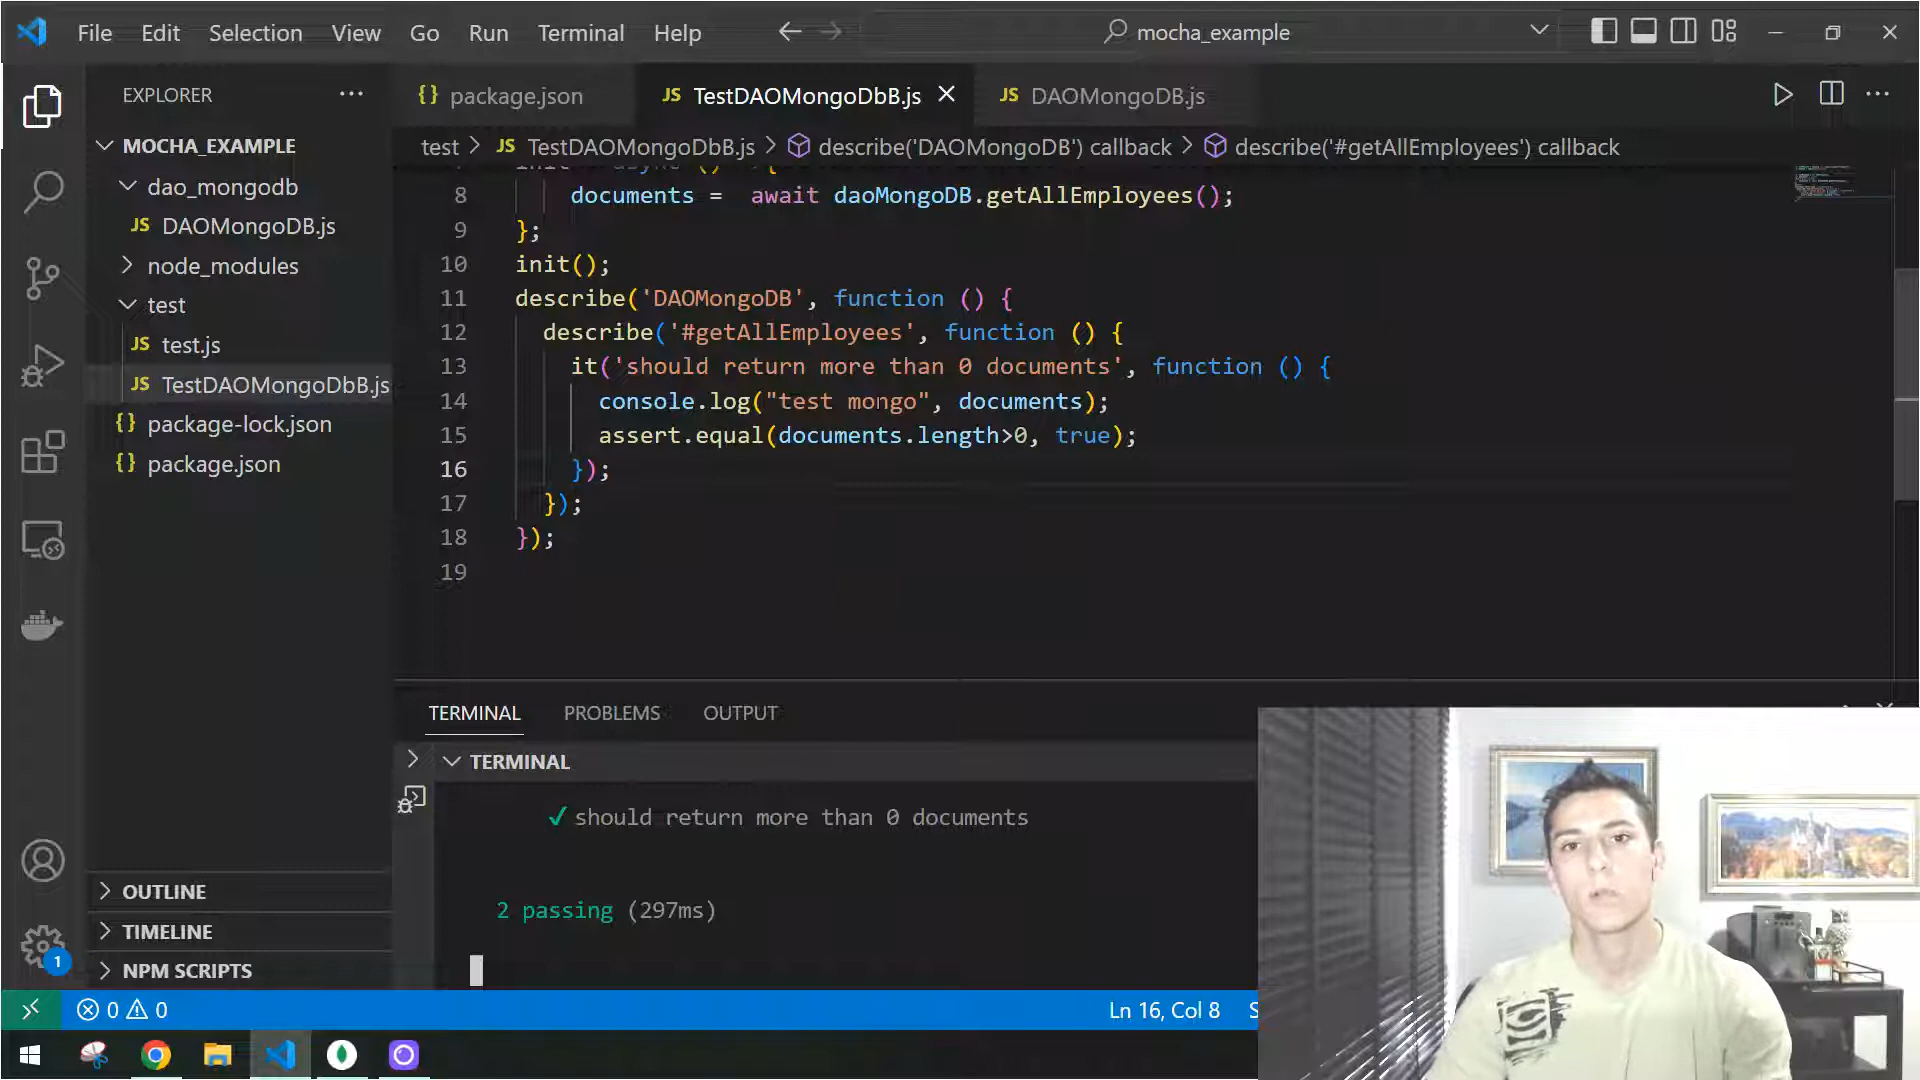 File Edit Selection View Go Run Terminal Help
mocha_example
EXPLORER
MOCHA_EXAMPLE
dao_mongodb
JS DAOMongoDB.js
node_modules
test
JS test.js
JS TestDAOMongoDbB.js
{} package-lock.json
{} package.json
OUTLINE
TIMELINE
NPM SCRIPTS
1
{} package.json
JS TestDAOMongoDbB.js
JS DAOMongoDB.js
test > JS TestDAOMongoDbB.js > describe('DAOMongoDB') callback > describe('#getAllEmployees') callback
8 documents = await daoMongoDB.getAllEmployees();
9 };
10 init();
11 describe('DAOMongoDB', function () {
12 describe('#getAllEmployees', function () {
13 it('should return more than 0 documents', function () {
14 console.log("test mongo", documents);
15 assert.equal(documents.length>0, true);
16 });
17 });
18 });
19
TERMINAL PROBLEMS OUTPUT
TERMINAL
✓ should return more than 0 documents
2 passing (297ms)
0 0
Ln 16, Col 8